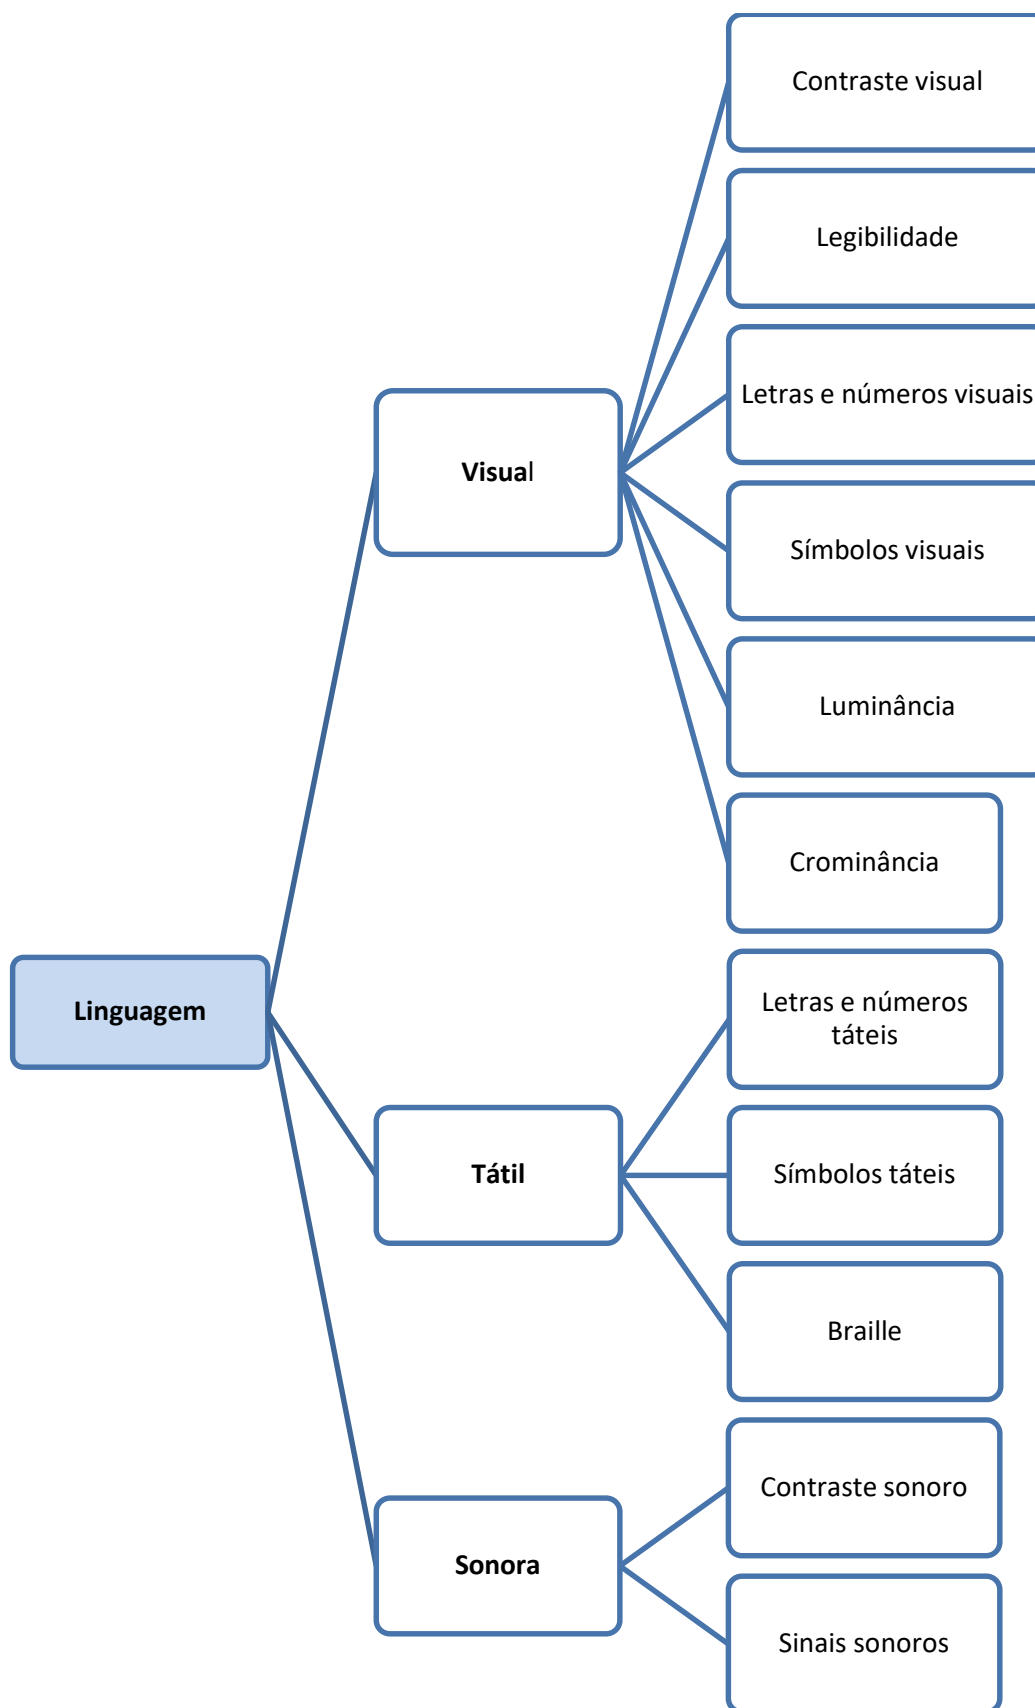 Contraste visual
Legibilidade
Letras e números visuais
Visual
Símbolos visuais
Luminância
Crominância
Linguagem
Letras e números
táteis
Tátil
Símbolos táteis
Braille
Contraste sonoro
Sonora
Sinais sonoros